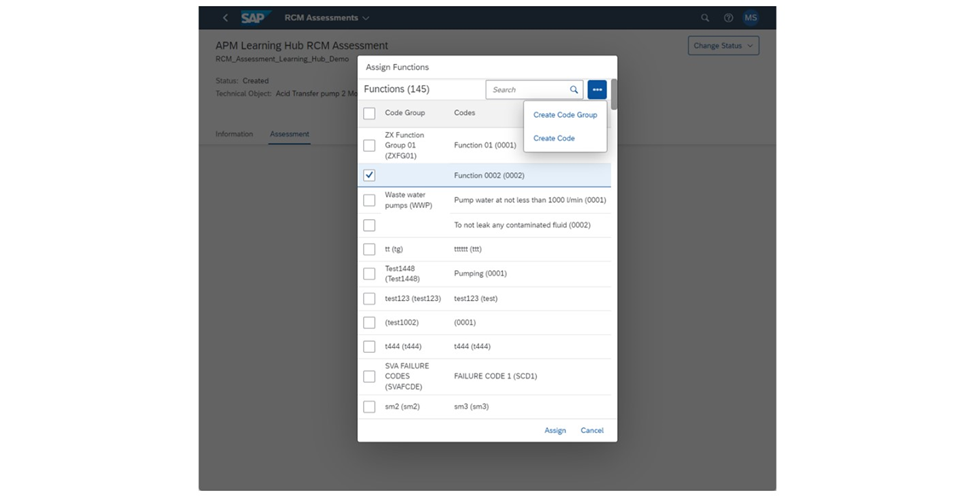 SAP RCM Assessments MS
APM Learning Hub RCM Assessment Change Status
RCM_Assessment_Learning_Hub_Demo
Status: Created
Technical Object: Acid Transfer pump 2 Mo
Information Assessment
Assign Functions
Functions (145) Search
Create Code Group
Create Code
Code Group Codes
ZX Function
Group 01
(ZXFG01)
Function 01 (0001)
Function 0002 (0002)
Waste water
pumps (WWP)
Pump water at not less than 1000 l/min (0001)
To not leak any contaminated fluid (0002)
tt (tg) tttttt (ttt)
Test1448
(Test1448)
Pumping (0001)
test123 (test123) test123 (test)
(test1002) (0001)
t444 (t444) t444 (t444)
SVA FAILURE
CODES
(SVAFCDE)
FAILURE CODE 1 (SCD1)
sm2 (sm2) sm3 (sm3)
Assign Cancel